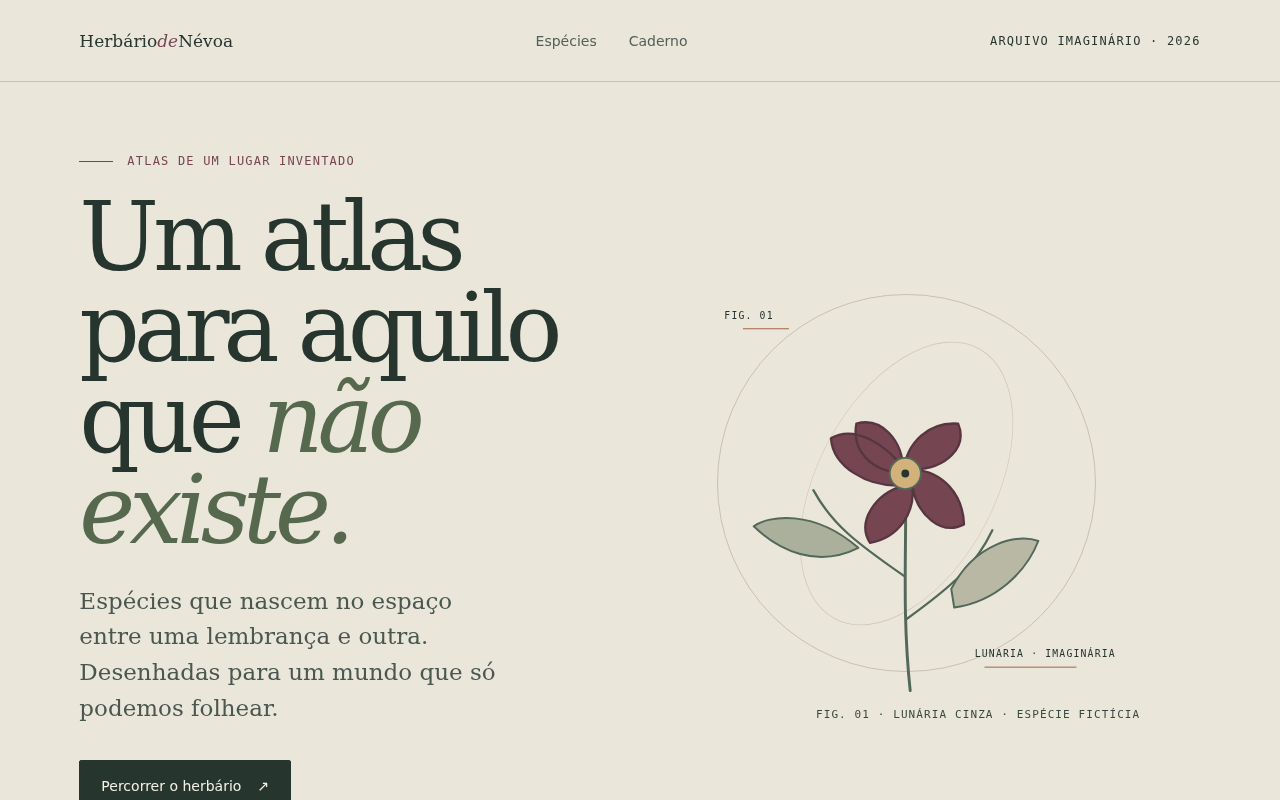 HerbáriodeNévoa
Espécies
Caderno
ARQUIVO IMAGINÁRIO · 2026
ATLAS DE UM LUGAR INVENTADO
Um atlas
para aquilo
que não
existe.
Espécies que nascem no espaço
entre uma lembrança e outra.
Desenhadas para um mundo que só
podemos folhear.
Percorrer o herbário ↗
FIG. 01
LUNÁRIA · IMAGINÁRIA
FIG. 01 · LUNÁRIA CINZA · ESPÉCIE FICTÍCIA